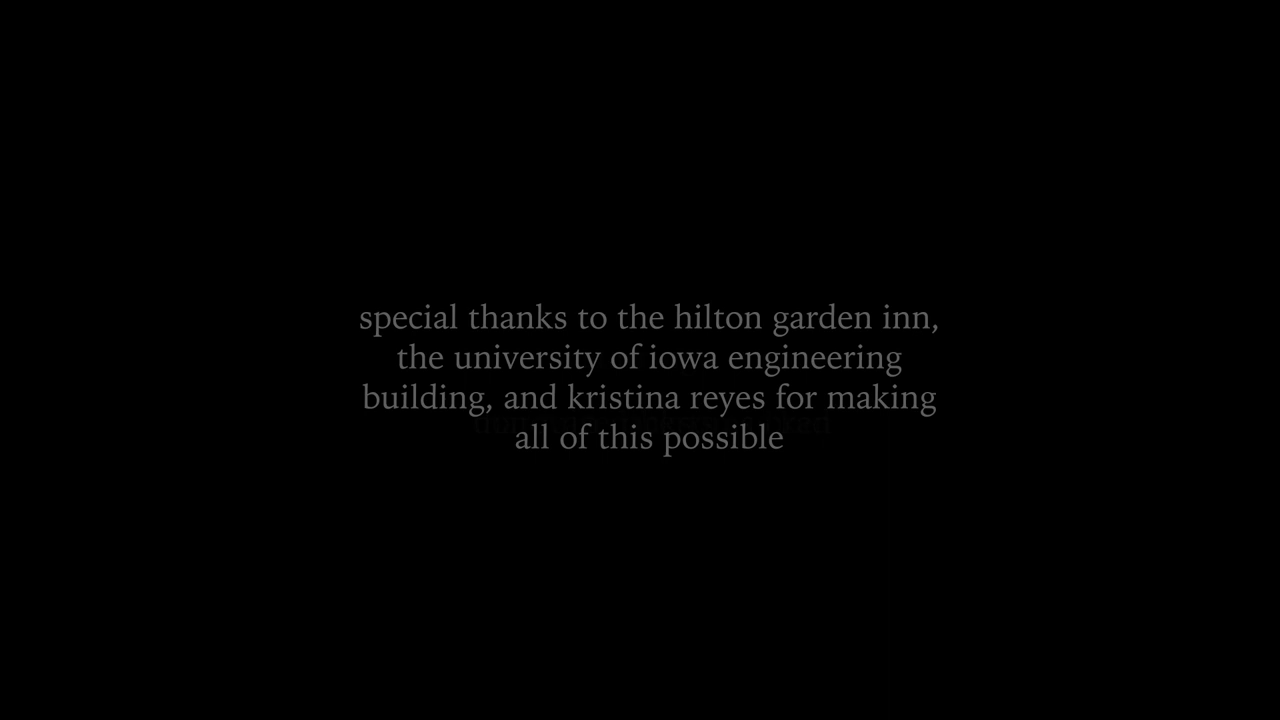 special thanks to the hilton garden inn,
the university of iowa engineering
building, and kristina reyes for making
all of this possible